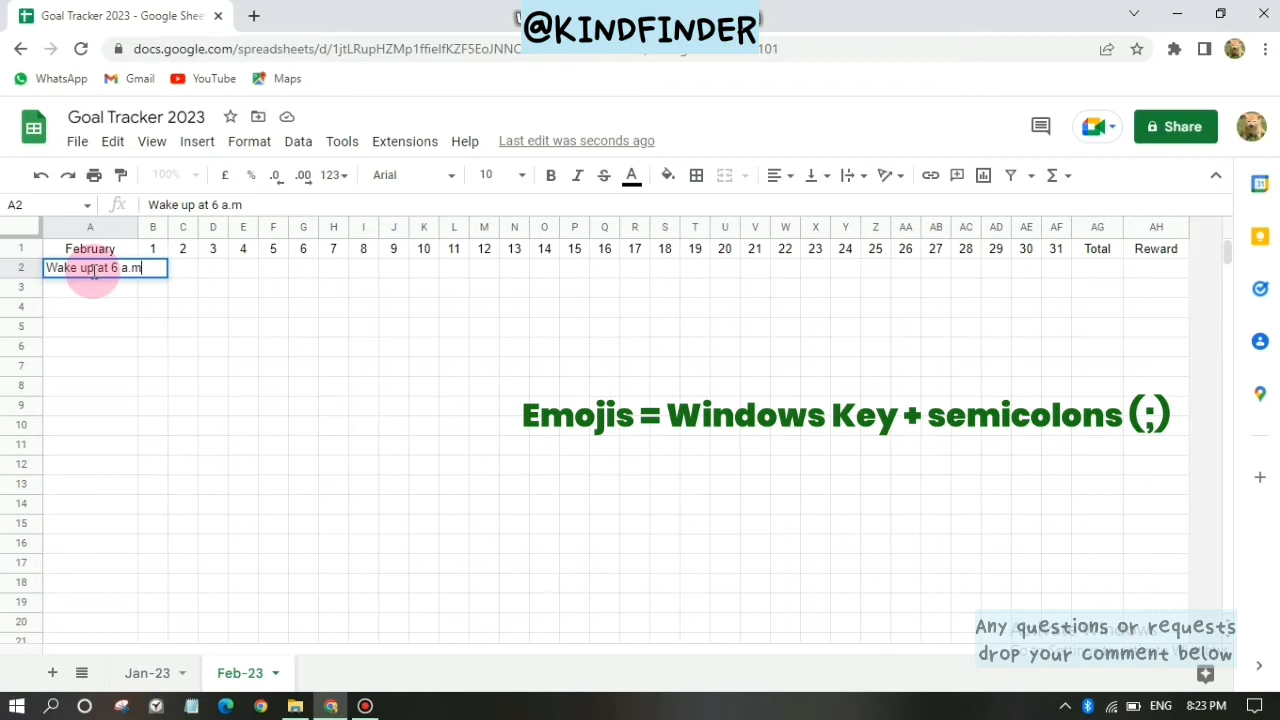 Goal Tracker 2023 - Google Shee
@KINDFINDER
docs.google.com/spreadsheets/d/1jtLRupHZMp1ffielfKZF5EoJNNC
101
WhatsApp Gmail YouTube Maps
Goal Tracker 2023
Share
File Edit View Insert Format Data Tools Extensions Help Last edit was seconds ago
100% £ % .0 .00 123 Arial 10 B I S A Σ
A2 fx Wake up at 6 a.m
A B C D E F G H I J K L M N O P Q R S T U V W X Y Z AA AB AC AD AE AF AG AH
1 February 1 2 3 4 5 6 7 8 9 10 11 12 13 14 15 16 17 18 19 20 21 22 23 24 25 26 27 28 29 30 31 Total Reward
2 Wake up at 6 a.m
3
4
5
6
7
8
9
Emojis = Windows Key + semicolons (;)
10
11
12
13
14
15
16
17
18
19
20
21
Any questions or requests
drop your comment below
Jan-23 Feb-23
ENG 8:23 PM